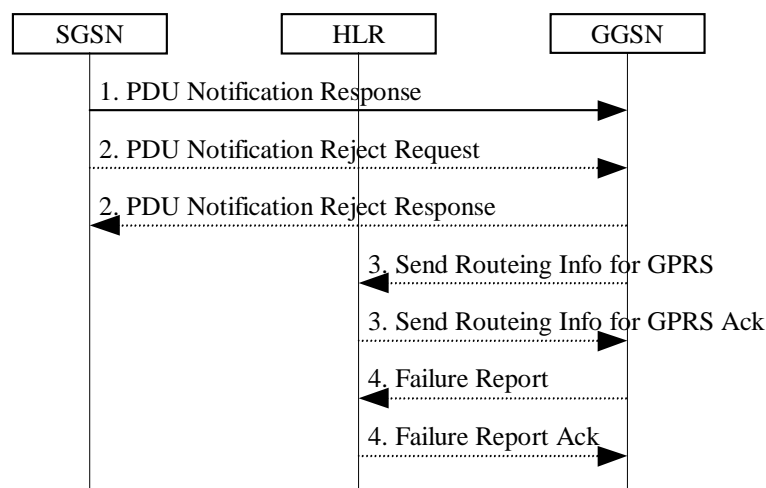 SGSN
HLR
GGSN
1. PDU Notification Response
2. PDU Notification Reject Request
2. PDU Notification Reject Response
3. Send Routeing Info for GPRS
3. Send Routeing Info for GPRS Ack
4. Failure Report
4. Failure Report Ack